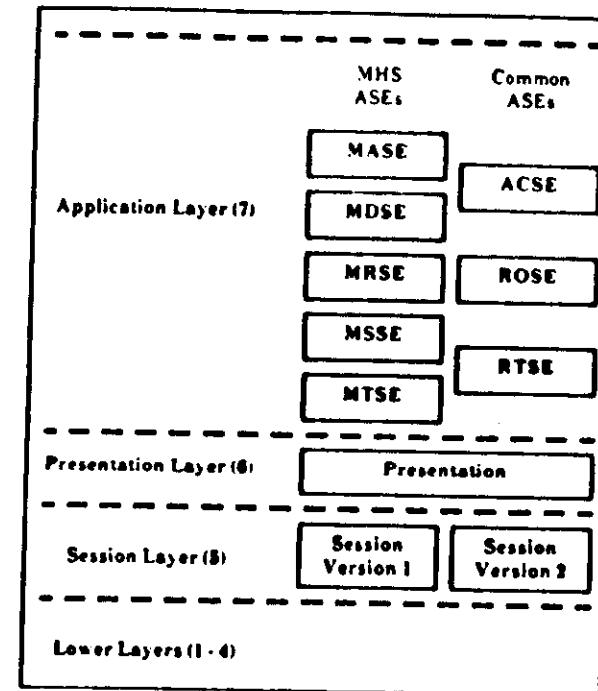 MHS
ASEs
Common
ASEs
MASE
ACSE
Application Layer (7)
MDSE
MRSE
ROSE
MSSE
RTSE
MTSE
Presentation Layer (6)
Presentation
Session Layer (5)
Session
Version 1
Session
Version 2
Lower Layers (1 - 4)